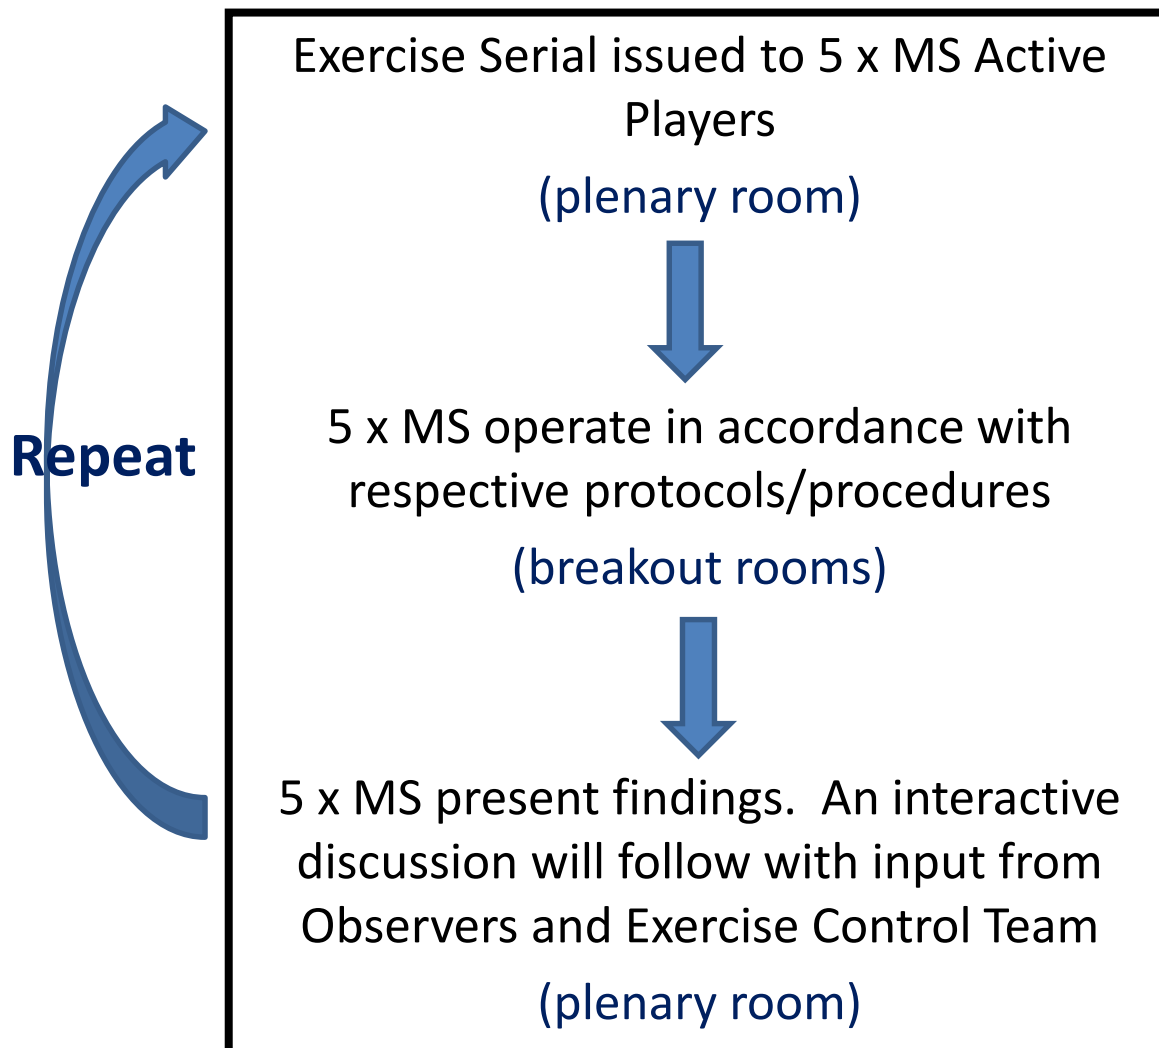 Exercise Serial issued to 5 x MS Active
Players
(plenary room)
Repeat
5 x MS operate in accordance with
respective protocols/procedures
(breakout rooms)
5 x MS present findings.  An interactive
discussion will follow with input from
Observers and Exercise Control Team
(plenary room)